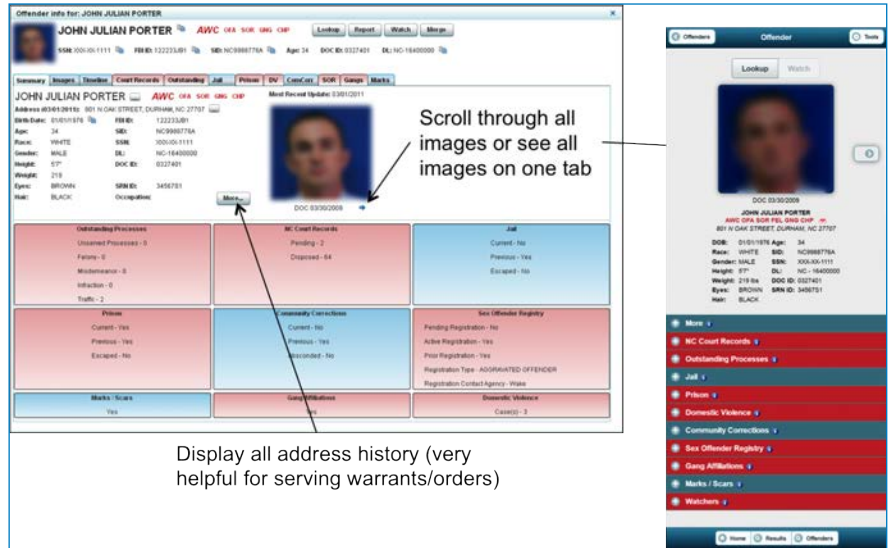 Offender info for: JOHN JULIAN PORTER
JOHN JULIAN PORTER AWC OFA SOR GNG CHP Lookup Report Watch Merge
SSN: XXX-XX-1111 FBI ID: 122233JB1 SID: NC9988776A Age: 34 DOC ID: 0327401 DL: NC-16400000
Summary Images Timeline Court Records Outstanding Jail Prison DV ComCorr SOR Gangs Marks
JOHN JULIAN PORTER AWC OFA SOR GNG CHP Most Recent Update: 03/01/2011
Address (03/01/2011): 801 N OAK STREET, DURHAM, NC 27707
Birth Date: 01/01/1976 FBI ID: 122233JB1
Age: 34 SID: NC9988776A
Race: WHITE SSN: XXX-XX-1111
Gender: MALE DL: NC-16400000
Height: 5'7" DOC ID: 0327401
Weight: 219
Eyes: BROWN SRN ID: 34567S1
Hair: BLACK Occupation: More...
DOC 03/30/2009
Outstanding Processes
Unserved Processes - 0
Felony - 0
Misdemeanor - 0
Infraction - 0
Traffic - 2
NC Court Records
Pending - 2
Disposed - 64
Jail
Current - No
Previous - Yes
Escaped - No
Prison
Current - Yes
Previous - Yes
Escaped - No
Community Corrections
Current - No
Previous - Yes
Absconded - No
Sex Offender Registry
Pending Registration - No
Active Registration - Yes
Prior Registration - Yes
Registration Type - AGGRAVATED OFFENDER
Registration Contact Agency - Wake
Marks / Scars
Yes
Gang Affiliations
Yes
Domestic Violence
Case(s) - 3
Scroll through all
images or see all
images on one tab
Display all address history (very
helpful for serving warrants/orders)
Offenders Offender Tools
Lookup Watch
DOC 03/30/2009
JOHN JULIAN PORTER
AWC OFA SOR FEL GNG CHP
801 N OAK STREET, DURHAM, NC 27707
DOB: 01/01/1976 Age: 34
Race: WHITE SID: NC9988776A
Gender: MALE SSN: XXX-XX-1111
Height: 5'7" DL: NC - 16400000
Weight: 219 lbs DOC ID: 0327401
Eyes: BROWN SRN ID: 34567S1
Hair: BLACK
More
NC Court Records
Outstanding Processes
Jail
Prison
Domestic Violence
Community Corrections
Sex Offender Registry
Gang Affiliations
Marks / Scars
Watchers
Home Results Offenders